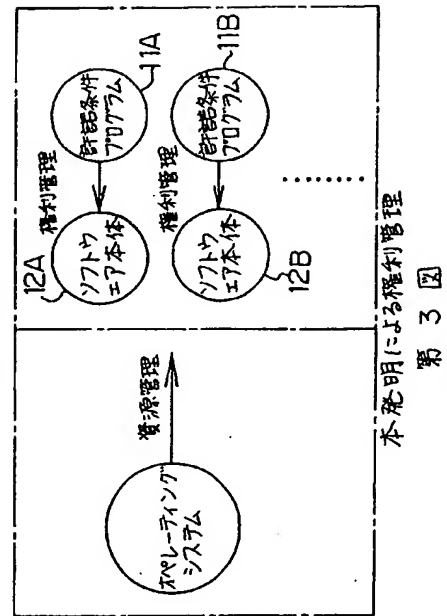 オペレーティング
システム
資源管理
12A
ソフトウ
ェア本体
権利管理
許諾条件
プログラム
11A
ソフトウ
ェア本体
12B
権利管理
許諾条件
プログラム
11B
本発明による権利管理
第 3 図